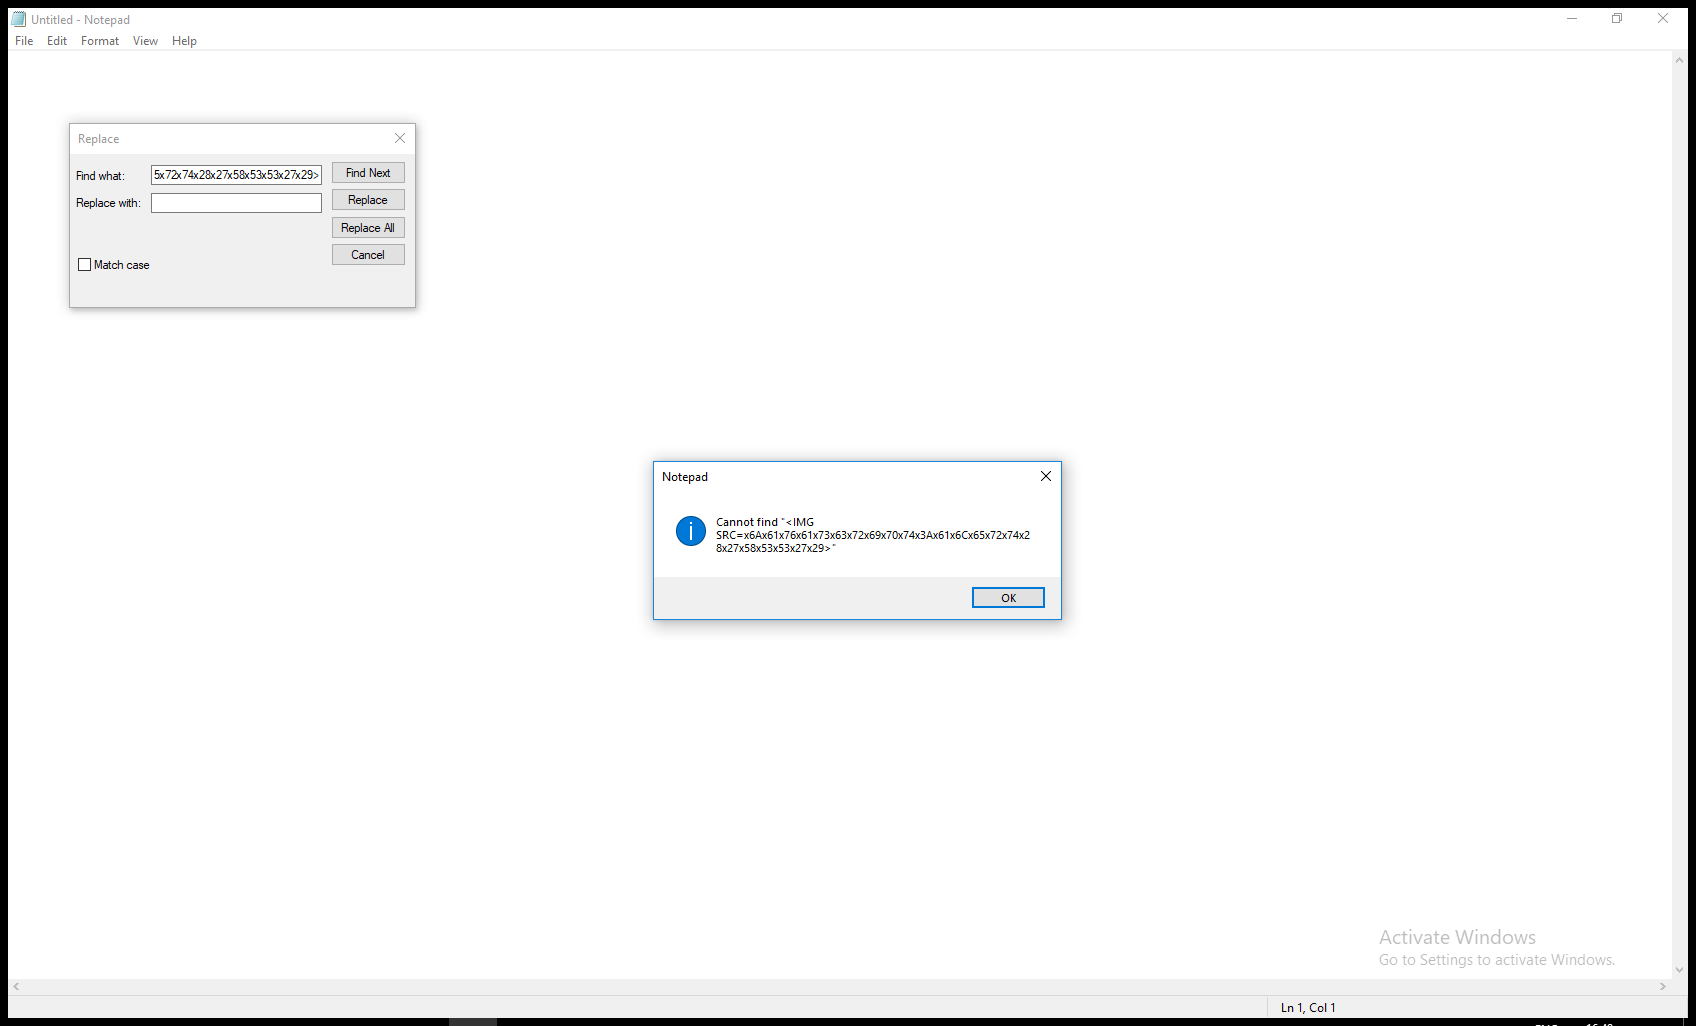 Untitled - Notepad
File Edit Format View Help
Replace
Find what: 5x72x74x28x27x58x53x53x27x29> Find Next
Replace with: Replace
Replace All
Cancel
Match case
Notepad
Cannot find "<IMG
SRC=x6Ax61x76x61x73x63x72x69x70x74x3Ax61x6Cx65x72x74x2
8x27x58x53x53x27x29>"
OK
Activate Windows
Go to Settings to activate Windows.
Ln 1, Col 1